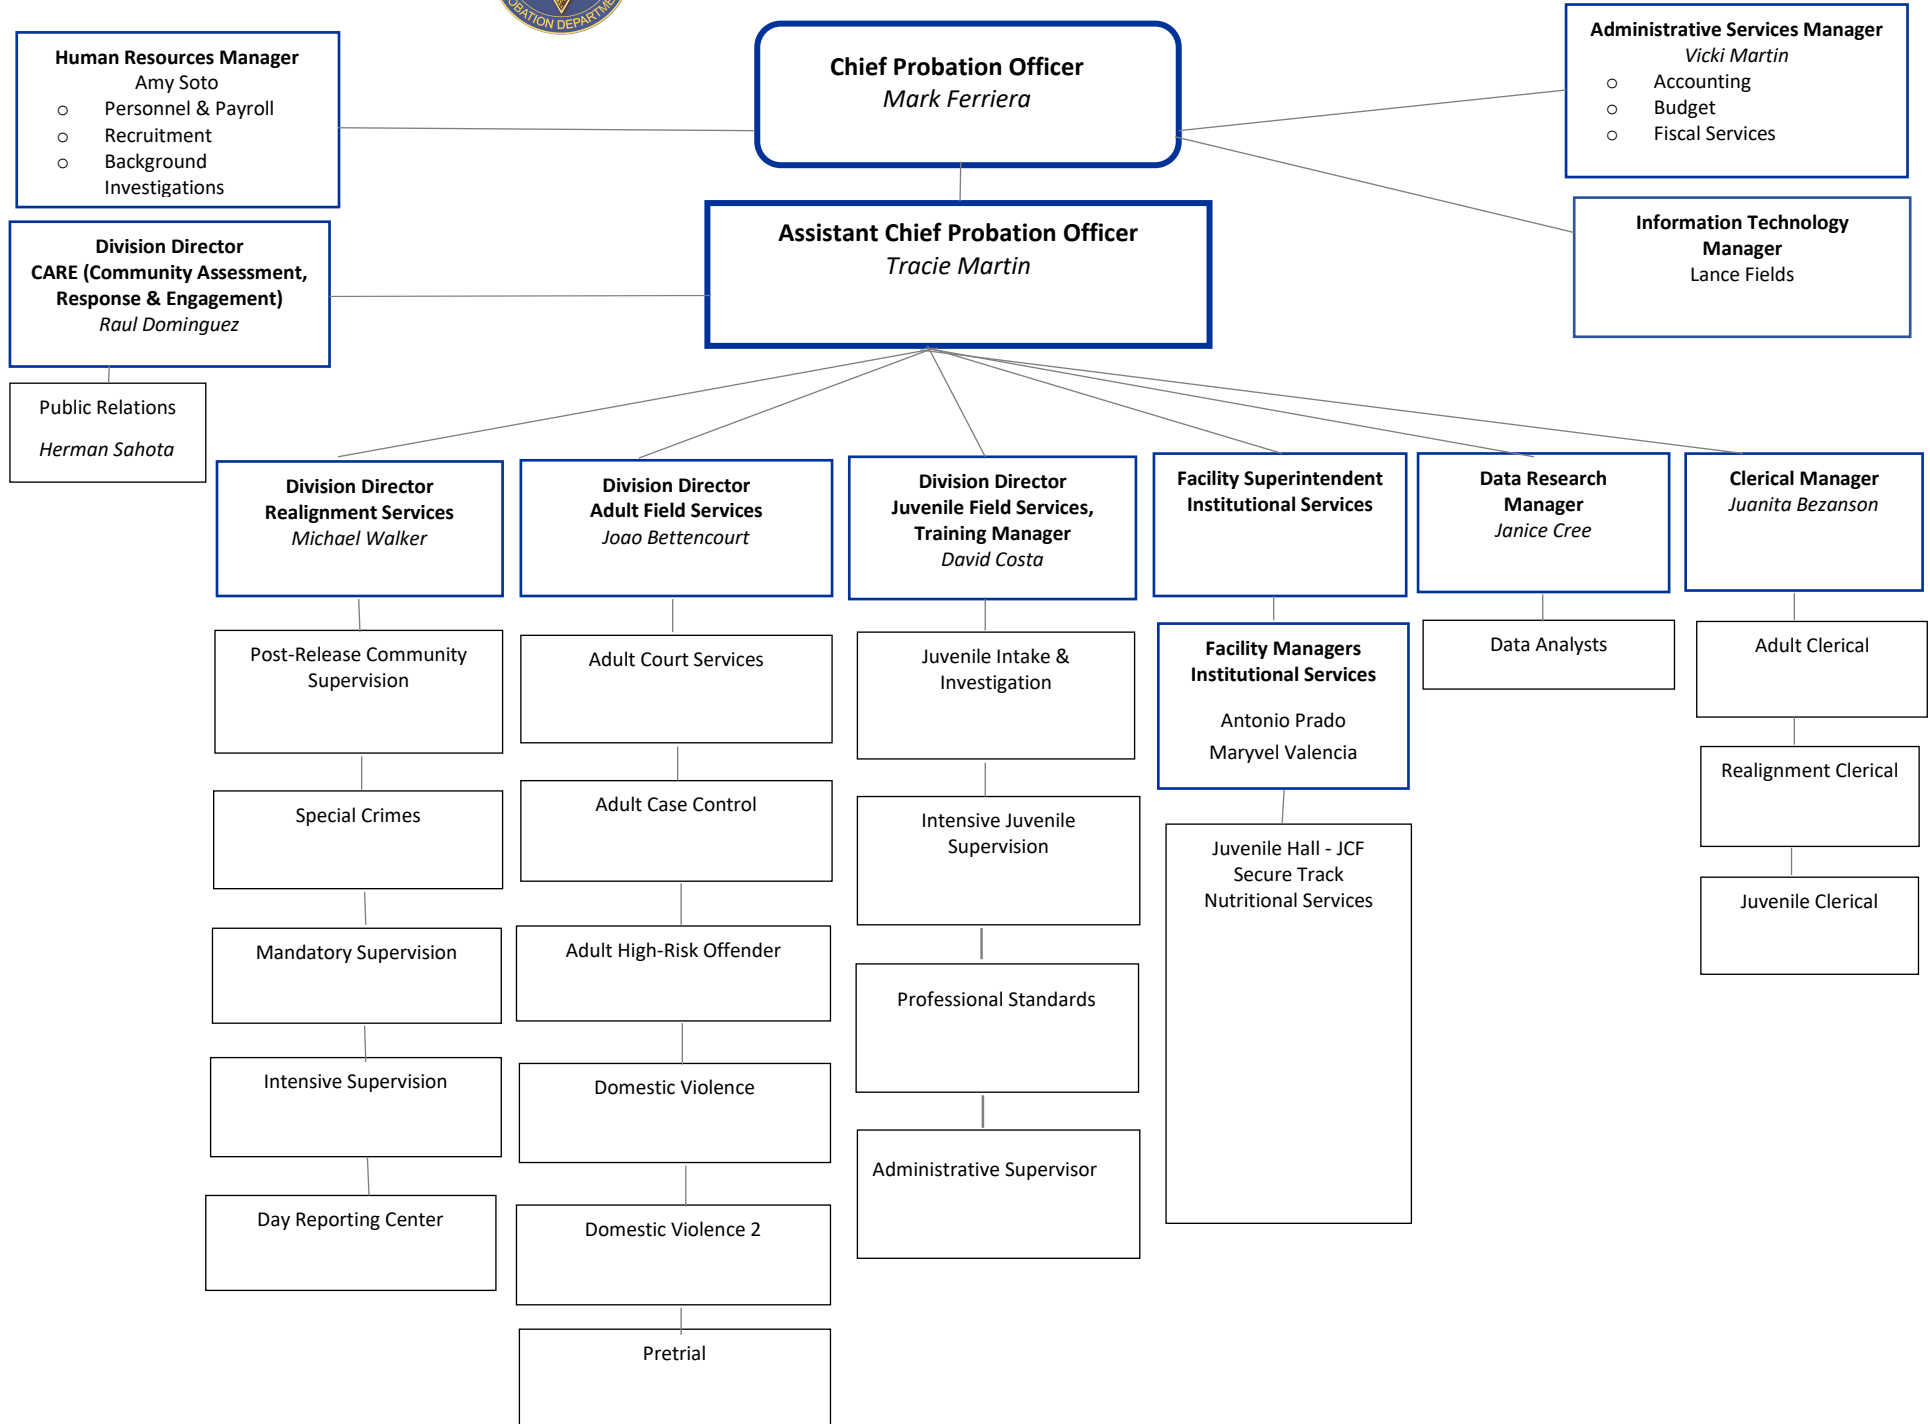 OBATION DEPARTME
Human Resources Manager
Amy Soto
o Personnel & Payroll
o Recruitment
o Background
Investigations
Chief Probation Officer
Mark Ferriera
Administrative Services Manager
Vicki Martin
o Accounting
o Budget
o Fiscal Services
Assistant Chief Probation Officer
Tracie Martin
Information Technology
Manager
Lance Fields
Division Director
CARE (Community Assessment,
Response & Engagement)
Raul Dominguez
Public Relations
Herman Sahota
Division Director
Realignment Services
Michael Walker
Post-Release Community
Supervision
Special Crimes
Mandatory Supervision
Intensive Supervision
Day Reporting Center
Division Director
Adult Field Services
Joao Bettencourt
Adult Court Services
Adult Case Control
Adult High-Risk Offender
Domestic Violence
Domestic Violence 2
Pretrial
Division Director
Juvenile Field Services,
Training Manager
David Costa
Juvenile Intake &
Investigation
Intensive Juvenile
Supervision
Professional Standards
Administrative Supervisor
Facility Superintendent
Institutional Services
Facility Managers
Institutional Services
Antonio Prado
Maryvel Valencia
Juvenile Hall - JCF
Secure Track
Nutritional Services
Data Research
Manager
Janice Cree
Data Analysts
Clerical Manager
Juanita Bezanson
Adult Clerical
Realignment Clerical
Juvenile Clerical